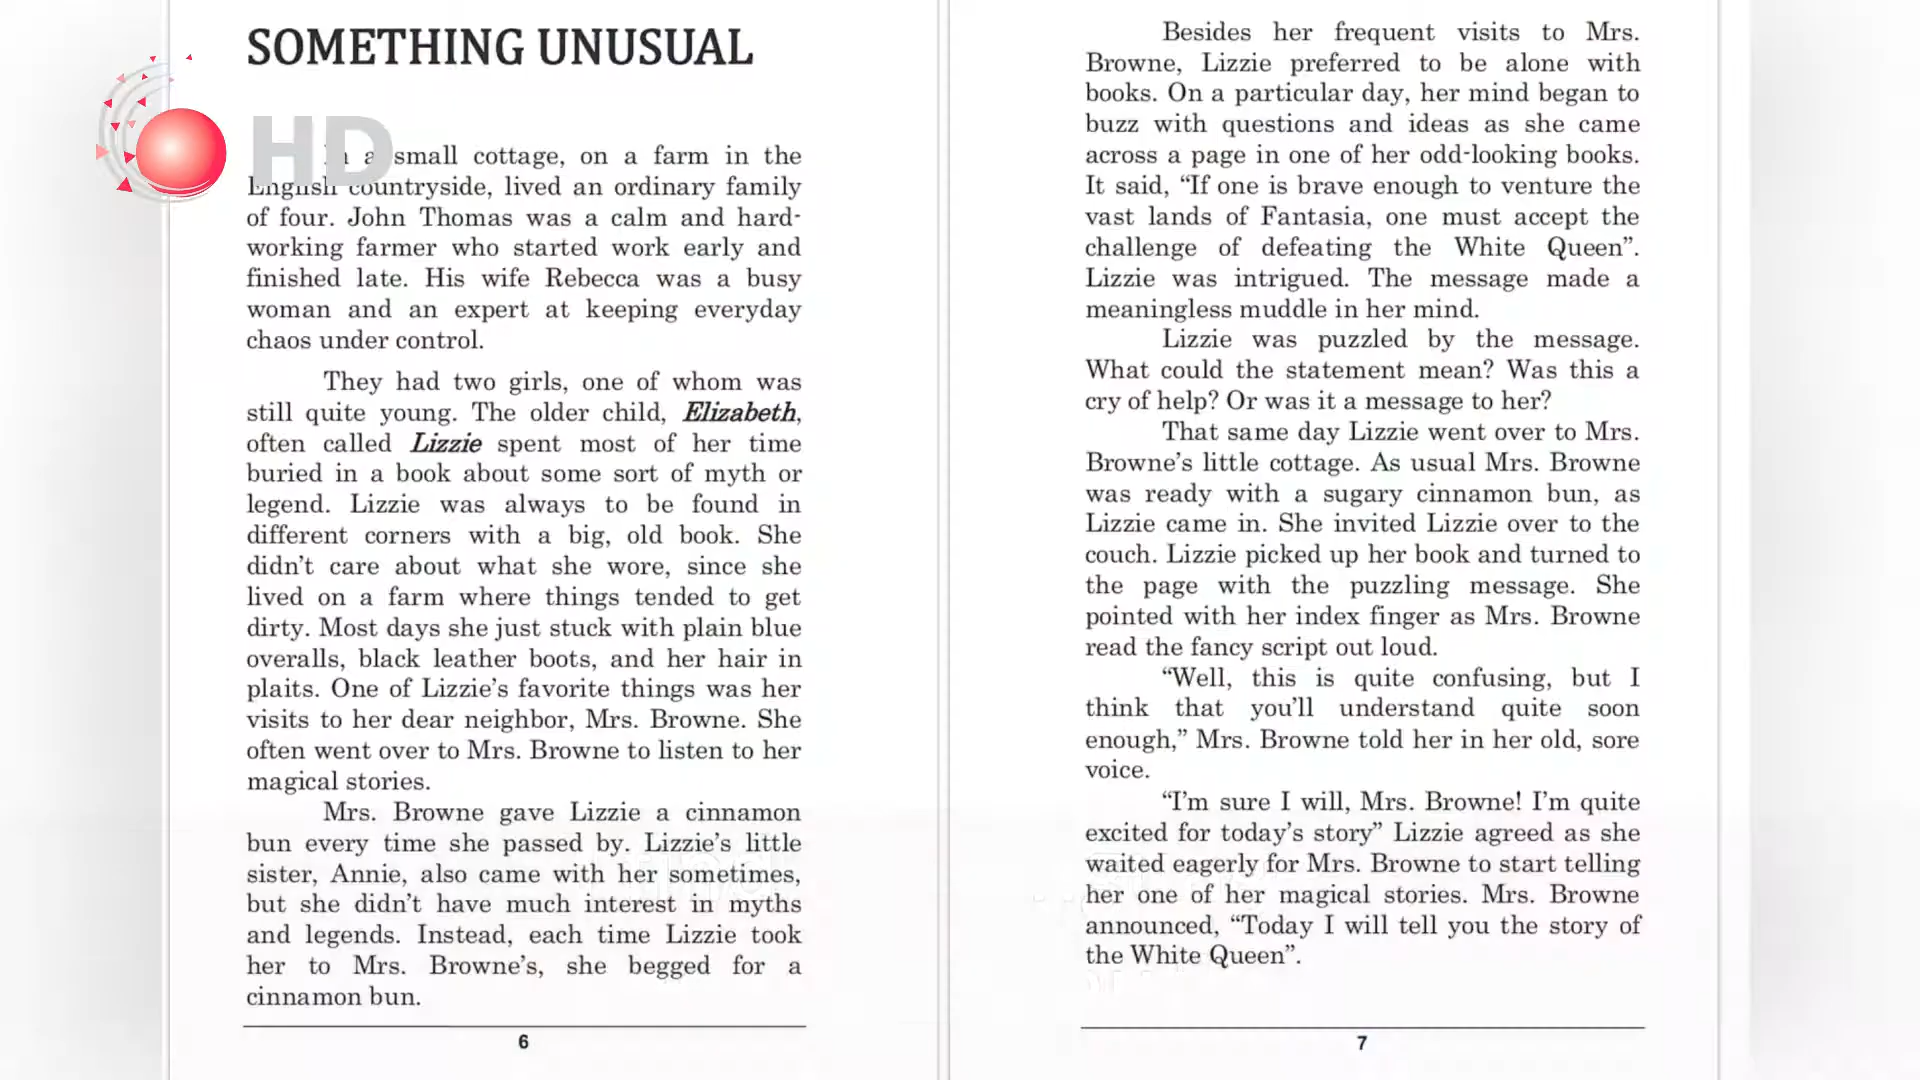 SOMETHING UNUSUAL
HD
In a small cottage, on a farm in the
English countryside, lived an ordinary family
of four. John Thomas was a calm and hard-
working farmer who started work early and
finished late. His wife Rebecca was a busy
woman and an expert at keeping everyday
chaos under control.
They had two girls, one of whom was
still quite young. The older child, Elizabeth,
often called Lizzie spent most of her time
buried in a book about some sort of myth or
legend. Lizzie was always to be found in
different corners with a big, old book. She
didn’t care about what she wore, since she
lived on a farm where things tended to get
dirty. Most days she just stuck with plain blue
overalls, black leather boots, and her hair in
plaits. One of Lizzie’s favorite things was her
visits to her dear neighbor, Mrs. Browne. She
often went over to Mrs. Browne to listen to her
magical stories.
Mrs. Browne gave Lizzie a cinnamon
bun every time she passed by. Lizzie’s little
sister, Annie, also came with her sometimes,
but she didn’t have much interest in myths
and legends. Instead, each time Lizzie took
her to Mrs. Browne’s, she begged for a
cinnamon bun.
6
Besides her frequent visits to Mrs.
Browne, Lizzie preferred to be alone with
books. On a particular day, her mind began to
buzz with questions and ideas as she came
across a page in one of her odd-looking books.
It said, “If one is brave enough to venture the
vast lands of Fantasia, one must accept the
challenge of defeating the White Queen”.
Lizzie was intrigued. The message made a
meaningless muddle in her mind.
Lizzie was puzzled by the message.
What could the statement mean? Was this a
cry of help? Or was it a message to her?
That same day Lizzie went over to Mrs.
Browne’s little cottage. As usual Mrs. Browne
was ready with a sugary cinnamon bun, as
Lizzie came in. She invited Lizzie over to the
couch. Lizzie picked up her book and turned to
the page with the puzzling message. She
pointed with her index finger as Mrs. Browne
read the fancy script out loud.
“Well, this is quite confusing, but I
think that you’ll understand quite soon
enough,” Mrs. Browne told her in her old, sore
voice.
“I’m sure I will, Mrs. Browne! I’m quite
excited for today’s story” Lizzie agreed as she
waited eagerly for Mrs. Browne to start telling
her one of her magical stories. Mrs. Browne
announced, “Today I will tell you the story of
the White Queen”.
7